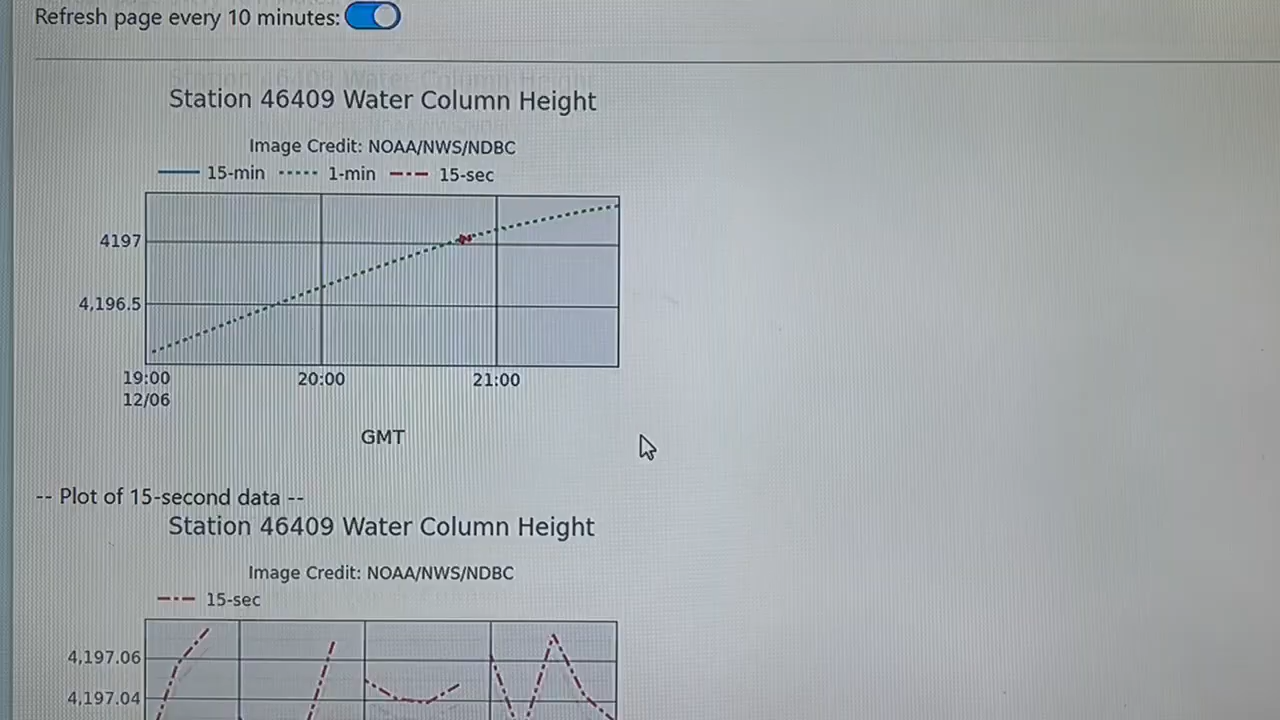 Refresh page every 10 minutes:
Station 46409 Water Column Height
Image Credit: NOAA/NWS/NDBC
15-min 1-min 15-sec
4197
4,196.5
19:00 20:00 21:00
12/06
GMT
-- Plot of 15-second data --
Station 46409 Water Column Height
Image Credit: NOAA/NWS/NDBC
15-sec
4,197.06
4,197.04